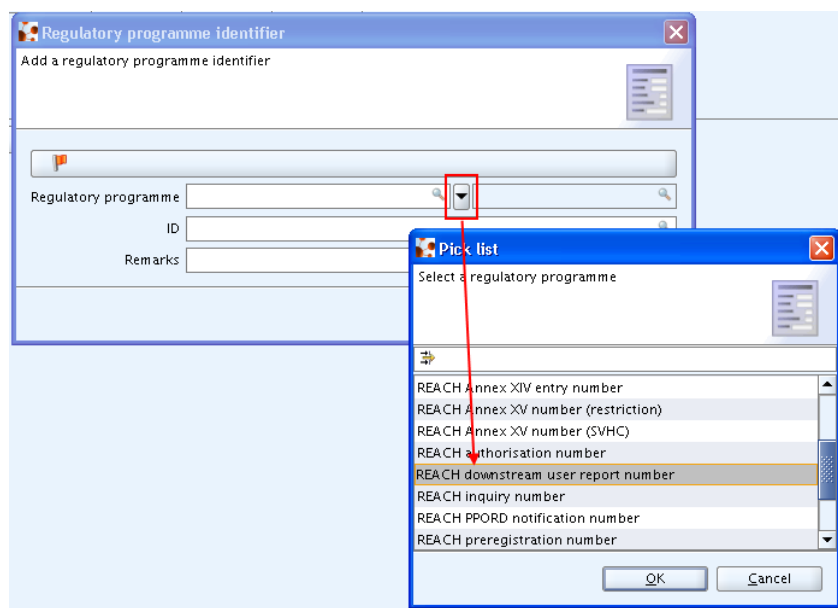 Regulatory programme identifier
Add a regulatory programme identifier
Regulatory programme
ID
Remarks
Pick list
Select a regulatory programme
REACH Annex XIV entry number
REACH Annex XV number (restriction)
REACH Annex XV number (SVHC)
REACH authorisation number
REACH downstream user report number
REACH inquiry number
REACH PPORD notification number
REACH preregistration number
OK Cancel